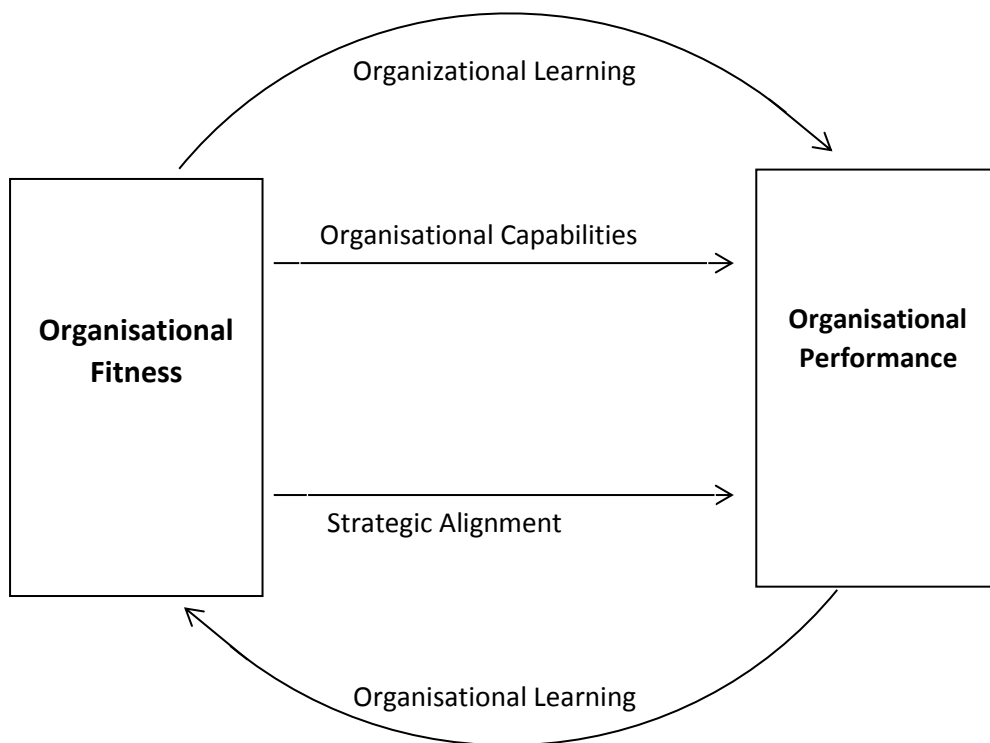 Organizational Learning
Organisational Capabilities
Organisational
Fitness
Organisational
Performance
Strategic Alignment
Organisational Learning